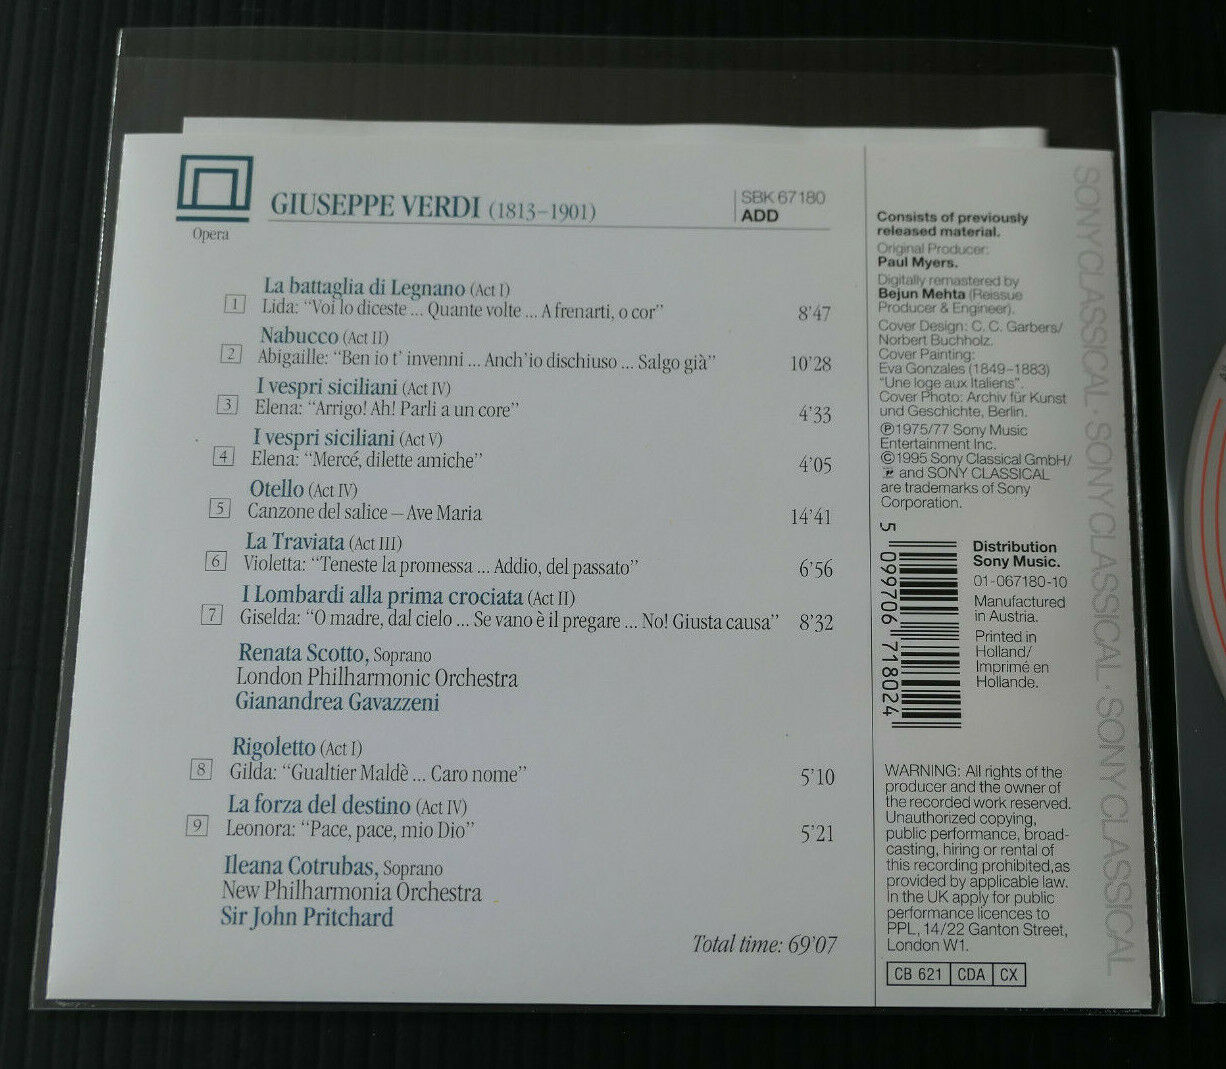 GIUSEPPE VERDI (1813–1901)
SBK 67180
ADD
Opera
La battaglia di Legnano (Act I)
1 Lida: “Voi lo diceste ... Quante volte ... A frenarti, o cor” 8’47
Nabucco (Act II)
2 Abigaille: “Ben io t’ invenni ... Anch’io dischiuso ... Salgo già” 10’28
I vespri siciliani (Act IV)
3 Elena: “Arrigo! Ah! Parli a un core” 4’33
I vespri siciliani (Act V)
4 Elena: “Mercé, dilette amiche” 4’05
Otello (Act IV)
5 Canzone del salice – Ave Maria 14’41
La Traviata (Act III)
6 Violetta: “Teneste la promessa ... Addio, del passato” 6’56
I Lombardi alla prima crociata (Act II)
7 Giselda: “O madre, dal cielo ... Se vano è il pregare ... No! Giusta causa” 8’32
Renata Scotto, Soprano
London Philharmonic Orchestra
Gianandrea Gavazzeni
Rigoletto (Act I)
8 Gilda: “Gualtier Maldè ... Caro nome” 5’10
La forza del destino (Act IV)
9 Leonora: “Pace, pace, mio Dio” 5’21
Ileana Cotrubas, Soprano
New Philharmonia Orchestra
Sir John Pritchard
Total time: 69’07
Consists of previously
released material.
Original Producer:
Paul Myers.
Digitally remastered by
Bejun Mehta (Reissue
Producer & Engineer).
Cover Design: C. C. Garbers/
Norbert Buchholz.
Cover Painting:
Eva Gonzales (1849–1883)
“Une loge aux Italiens”.
Cover Photo: Archiv für Kunst
und Geschichte, Berlin.
℗ 1975/77 Sony Music
Entertainment Inc.
© 1995 Sony Classical GmbH/
and SONY CLASSICAL
are trademarks of Sony
Corporation.
5 099706 718024
Distribution
Sony Music.
01-067180-10
Manufactured
in Austria.
Printed in
Holland/
Imprimé en
Hollande.
WARNING: All rights of the
producer and the owner of
the recorded work reserved.
Unauthorized copying,
public performance, broad-
casting, hiring or rental of
this recording prohibited,as
provided by applicable law.
In the UK apply for public
performance licences to
PPL, 14/22 Ganton Street,
London W1.
CB 621 CDA CX
SONY CLASSICAL · SONY CLASSICAL · SONY CLASSICAL